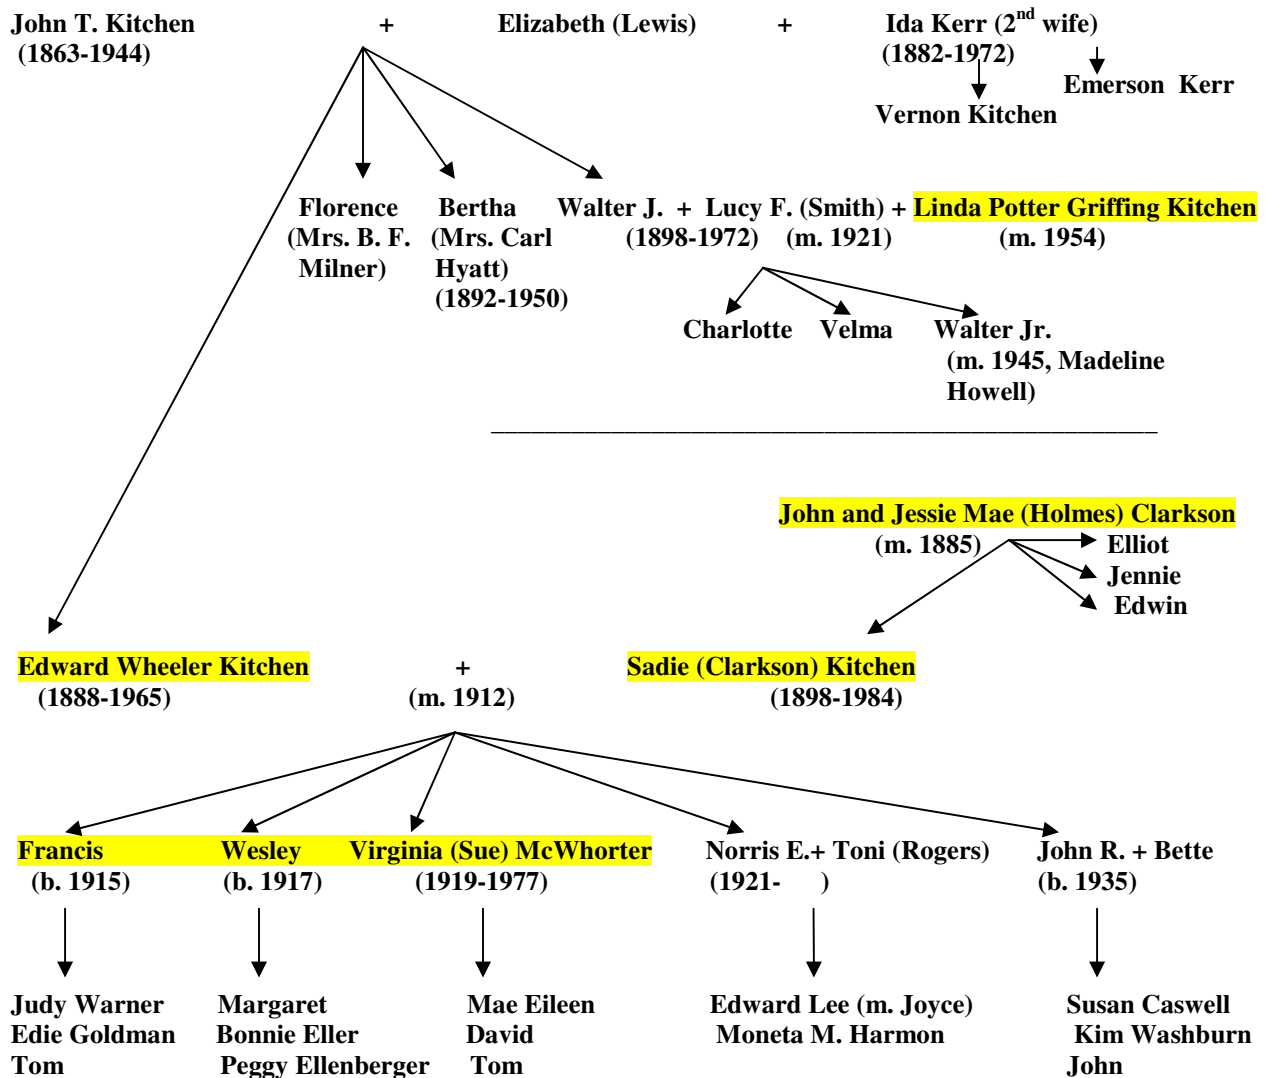 John T. Kitchen + Elizabeth (Lewis) + Ida Kerr (2nd wife)
(1863-1944) (1882-1972)
Emerson Kerr
Vernon Kitchen
Florence Bertha Walter J. + Lucy F. (Smith) + Linda Potter Griffing Kitchen
(Mrs. B. F. (Mrs. Carl (1898-1972) (m. 1921) (m. 1954)
Milner) Hyatt)
(1892-1950)
Charlotte Velma Walter Jr.
(m. 1945, Madeline
Howell)
John and Jessie Mae (Holmes) Clarkson
(m. 1885) Elliot
Jennie
Edwin
Edward Wheeler Kitchen + Sadie (Clarkson) Kitchen
(1888-1965) (m. 1912) (1898-1984)
Francis Wesley Virginia (Sue) McWhorter Norris E.+ Toni (Rogers) John R. + Bette
(b. 1915) (b. 1917) (1919-1977) (1921- ) (b. 1935)
Judy Warner Margaret Mae Eileen Edward Lee (m. Joyce) Susan Caswell
Edie Goldman Bonnie Eller David Moneta M. Harmon Kim Washburn
Tom Peggy Ellenberger Tom John